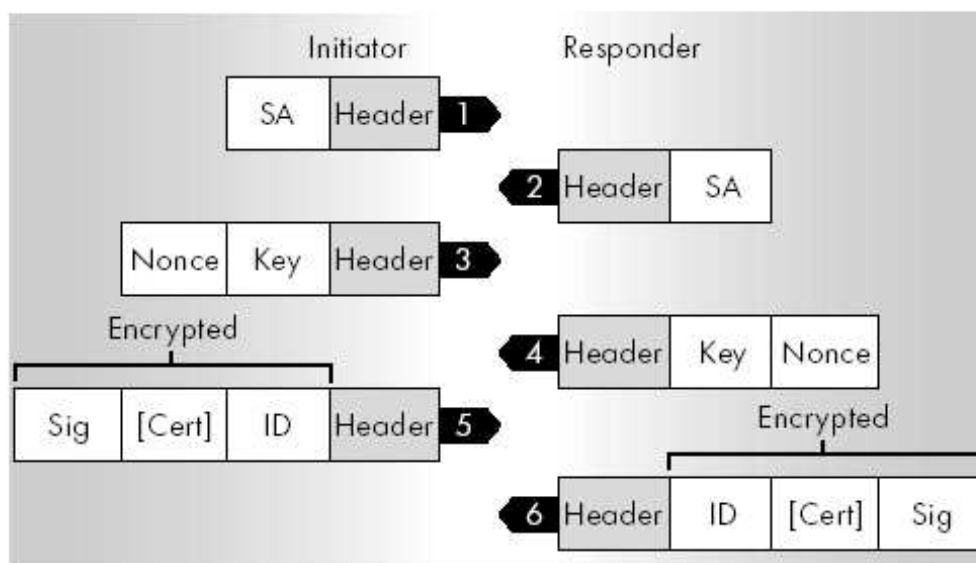 Initiator Responder
SA Header 1
2 Header SA
Nonce Key Header 3
Encrypted
4 Header Key Nonce
Sig [Cert] ID Header 5
Encrypted
6 Header ID [Cert] Sig